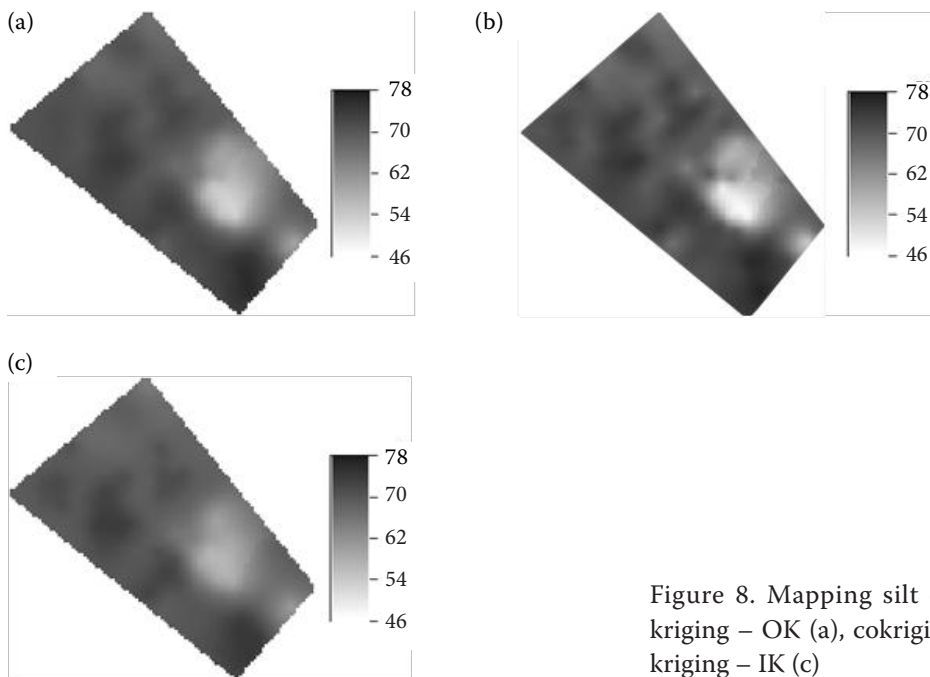 (a)
78
70
62
54
46
(b)
78
70
62
54
46
(c)
78
70
62
54
46
Figure 8. Mapping silt
kriging – OK (a), cokrigi
kriging – IK (c)